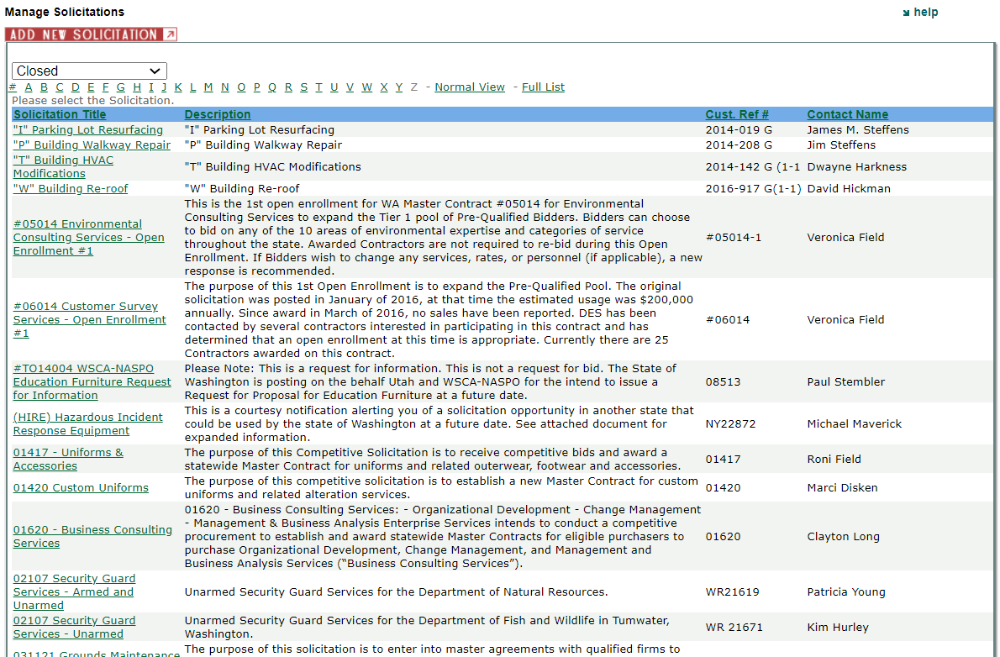 Manage Solicitations
help
ADD NEW SOLICITATION
Closed
# A B C D E F G H I J K L M N O P Q R S T U V W X Y Z - Normal View - Full List
Please select the Solicitation.
Solicitation Title Description Cust. Ref # Contact Name
"I" Parking Lot Resurfacing "I" Parking Lot Resurfacing 2014-019 G James M. Steffens
"P" Building Walkway Repair "P" Building Walkway Repair 2014-208 G Jim Steffens
"T" Building HVAC
Modifications
"T" Building HVAC Modifications 2014-142 G (1-1 Dwayne Harkness
"W" Building Re-roof "W" Building Re-roof 2016-917 G(1-1) David Hickman
#05014 Environmental
Consulting Services - Open
Enrollment #1
This is the 1st open enrollment for WA Master Contract #05014 for Environmental
Consulting Services to expand the Tier 1 pool of Pre-Qualified Bidders. Bidders can choose
to bid on any of the 10 areas of environmental expertise and categories of service
throughout the state. Awarded Contractors are not required to re-bid during this Open
Enrollment. If Bidders wish to change any services, rates, or personnel (if applicable), a new
response is recommended.
#05014-1 Veronica Field
#06014 Customer Survey
Services - Open Enrollment
#1
The purpose of this 1st Open Enrollment is to expand the Pre-Qualified Pool. The original
solicitation was posted in January of 2016, at that time the estimated usage was $200,000
annually. Since award in March of 2016, no sales have been reported. DES has been
contacted by several contractors interested in participating in this contract and has
determined that an open enrollment at this time is appropriate. Currently there are 25
Contractors awarded on this contract.
#06014 Veronica Field
#TO14004 WSCA-NASPO
Education Furniture Request
for Information
Please Note: This is a request for information. This is not a request for bid. The State of
Washington is posting on the behalf Utah and WSCA-NASPO for the intend to issue a
Request for Proposal for Education Furniture at a future date.
08513 Paul Stembler
(HIRE) Hazardous Incident
Response Equipment
This is a courtesy notification alerting you of a solicitation opportunity in another state that
could be used by the state of Washington at a future date. See attached document for
expanded information.
NY22872 Michael Maverick
01417 - Uniforms &
Accessories
The purpose of this Competitive Solicitation is to receive competitive bids and award a
statewide Master Contract for uniforms and related outerwear, footwear and accessories.
01417 Roni Field
01420 Custom Uniforms
The purpose of this competitive solicitation is to establish a new Master Contract for custom
uniforms and related alteration services.
01420 Marci Disken
01620 - Business Consulting
Services
01620 - Business Consulting Services: - Organizational Development - Change Management
- Management & Business Analysis Enterprise Services intends to conduct a competitive
procurement to establish and award statewide Master Contracts for eligible purchasers to
purchase Organizational Development, Change Management, and Management and
Business Analysis Services (“Business Consulting Services”).
01620 Clayton Long
02107 Security Guard
Services - Armed and
Unarmed
Unarmed Security Guard Services for the Department of Natural Resources.
WR21619 Patricia Young
02107 Security Guard
Services - Unarmed
Unarmed Security Guard Services for the Department of Fish and Wildlife in Tumwater,
Washington.
WR 21671 Kim Hurley
031121 Grounds Maintenance
The purpose of this solicitation is to enter into master agreements with qualified firms to